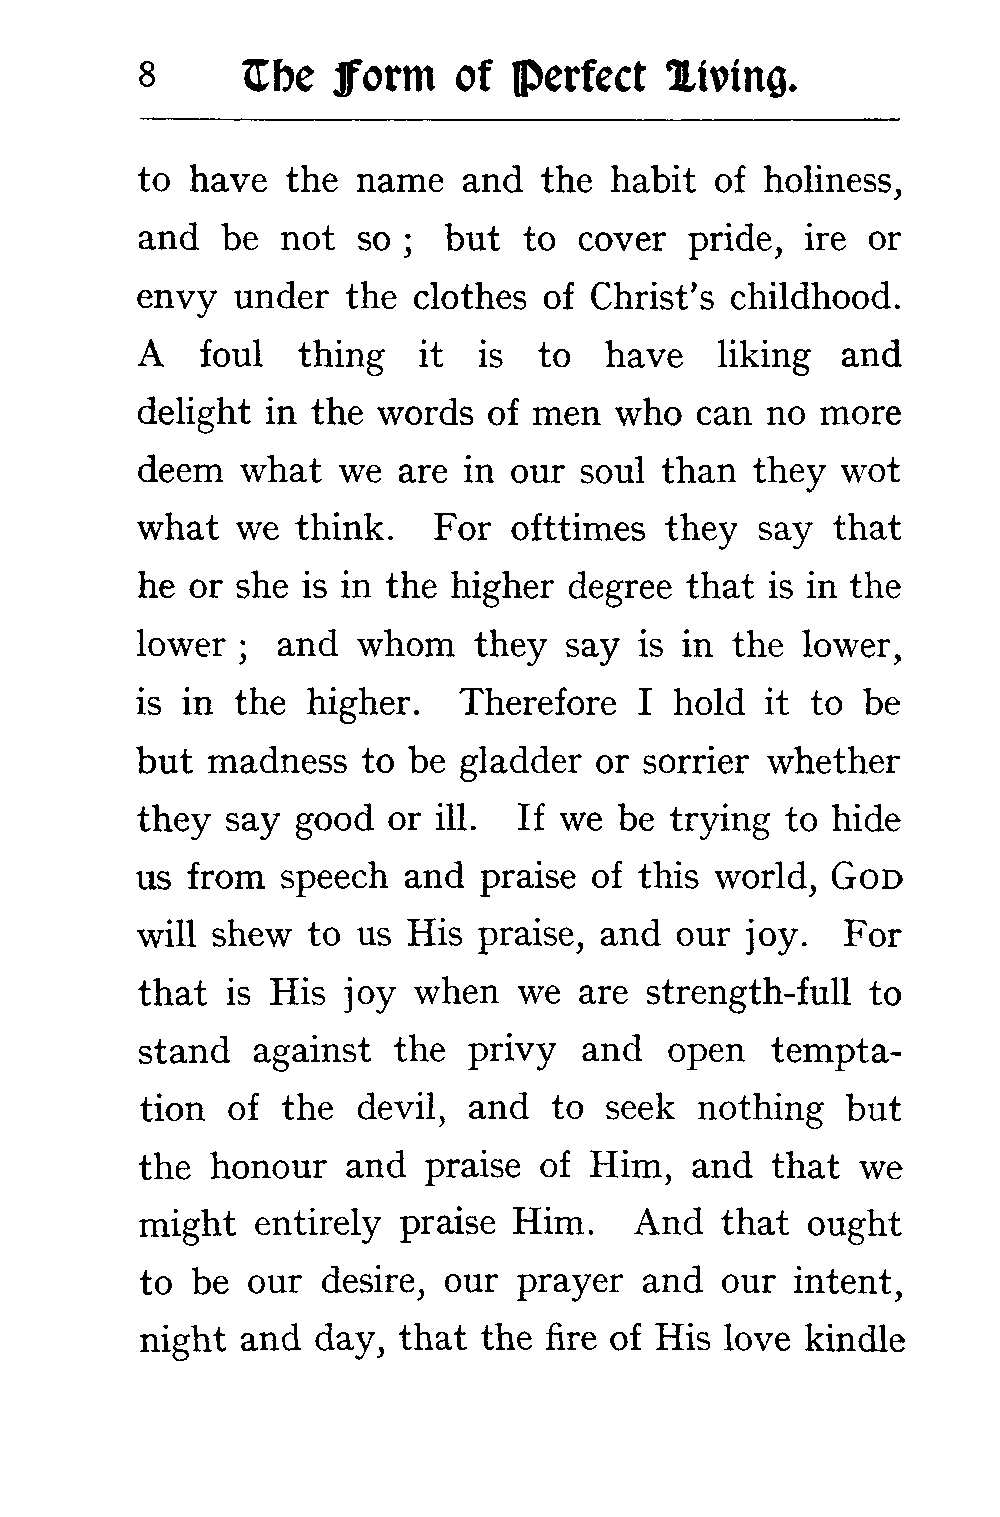 8 The Form of Perfect Living.
to have the name and the habit of holiness,
and be not so ; but to cover pride, ire or
envy under the clothes of Christ's childhood.
A foul thing it is to have liking and
delight in the words of men who can no more
deem what we are in our soul than they wot
what we think. For ofttimes they say that
he or she is in the higher degree that is in the
lower ; and whom they say is in the lower,
is in the higher. Therefore I hold it to be
but madness to be gladder or sorrier whether
they say good or ill. If we be trying to hide
us from speech and praise of this world, GOD
will shew to us His praise, and our joy. For
that is His joy when we are strength-full to
stand against the privy and open tempta-
tion of the devil, and to seek nothing but
the honour and praise of Him, and that we
might entirely praise Him. And that ought
to be our desire, our prayer and our intent,
night and day, that the fire of His love kindle